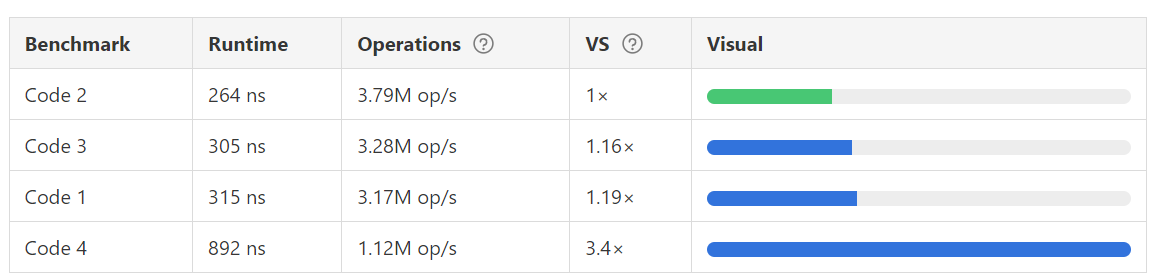 Benchmark Runtime Operations ? VS ? Visual
Code 2 264 ns 3.79M op/s 1×
Code 3 305 ns 3.28M op/s 1.16×
Code 1 315 ns 3.17M op/s 1.19×
Code 4 892 ns 1.12M op/s 3.4×